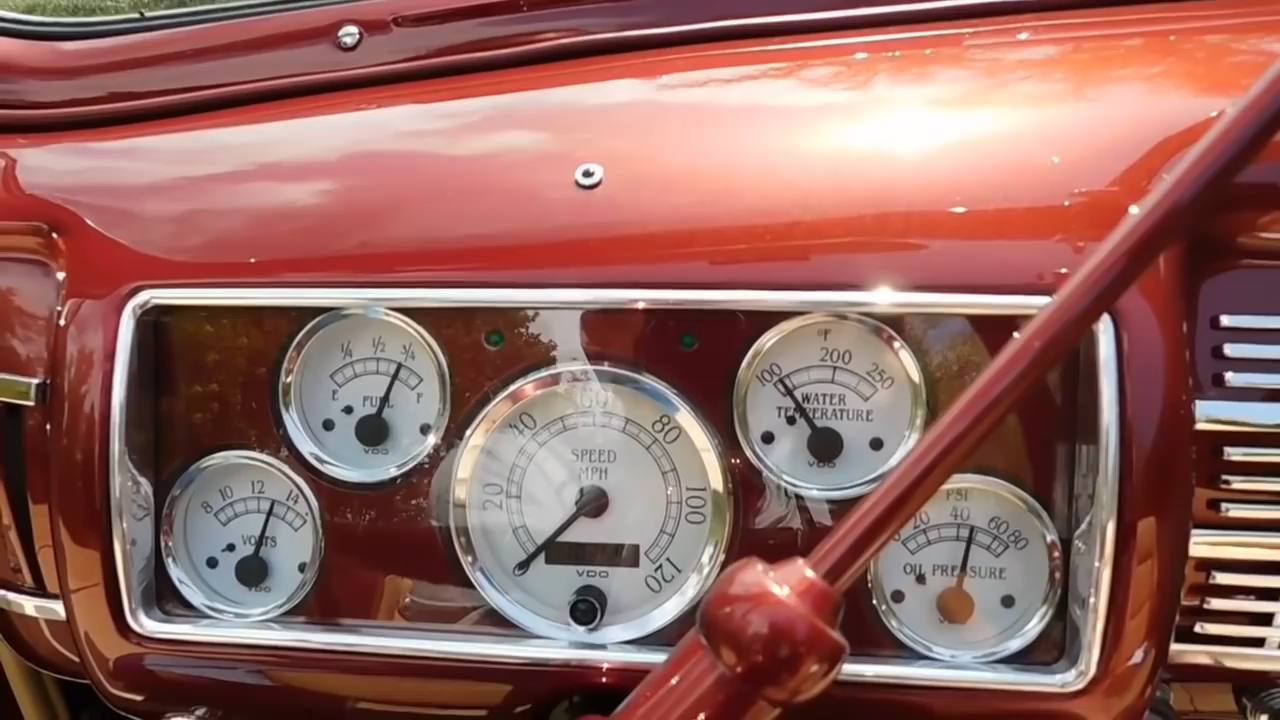 1/4 1/2 3/4
E F
FUEL
VDO
8 10 12 14
VOLTS
VDO
20 40 60 80 100 120
SPEED
MPH
VDO
°F
100 200 250
WATER
TEMPERATURE
VDO
PSI
20 40 60 80
OIL PRESSURE